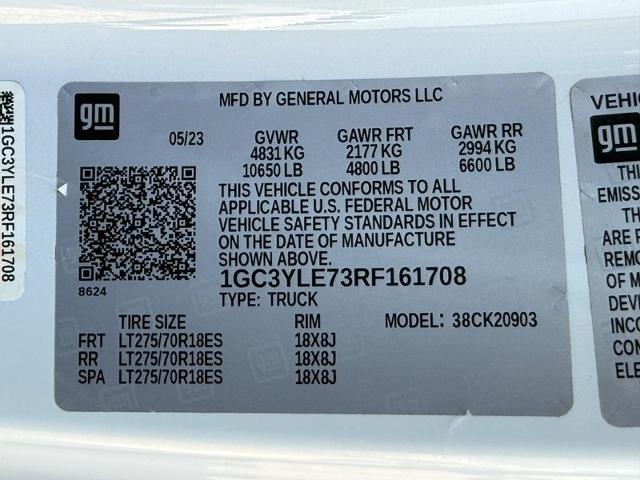 1GC3YLE73RF161708
gm
MFD BY GENERAL MOTORS LLC
05/23 GVWR GAWR FRT GAWR RR
4831 KG 2177 KG 2994 KG
10650 LB 4800 LB 6600 LB
THIS VEHICLE CONFORMS TO ALL
APPLICABLE U.S. FEDERAL MOTOR
VEHICLE SAFETY STANDARDS IN EFFECT
ON THE DATE OF MANUFACTURE
SHOWN ABOVE.
8624
1GC3YLE73RF161708
TYPE: TRUCK
TIRE SIZE RIM MODEL: 38CK20903
FRT LT275/70R18ES 18X8J
RR LT275/70R18ES 18X8J
SPA LT275/70R18ES 18X8J
VEHIC
gm
THIS
EMISS
THE
ARE P
REMO
OF M
DEVE
INCO
CON
ELE